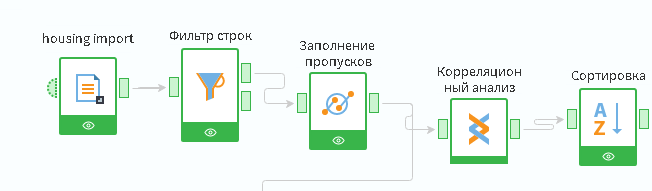 housing import
Фильтр строк
Заполнение
пропусков
Корреляцион
ный анализ
Сортировка
A
Z